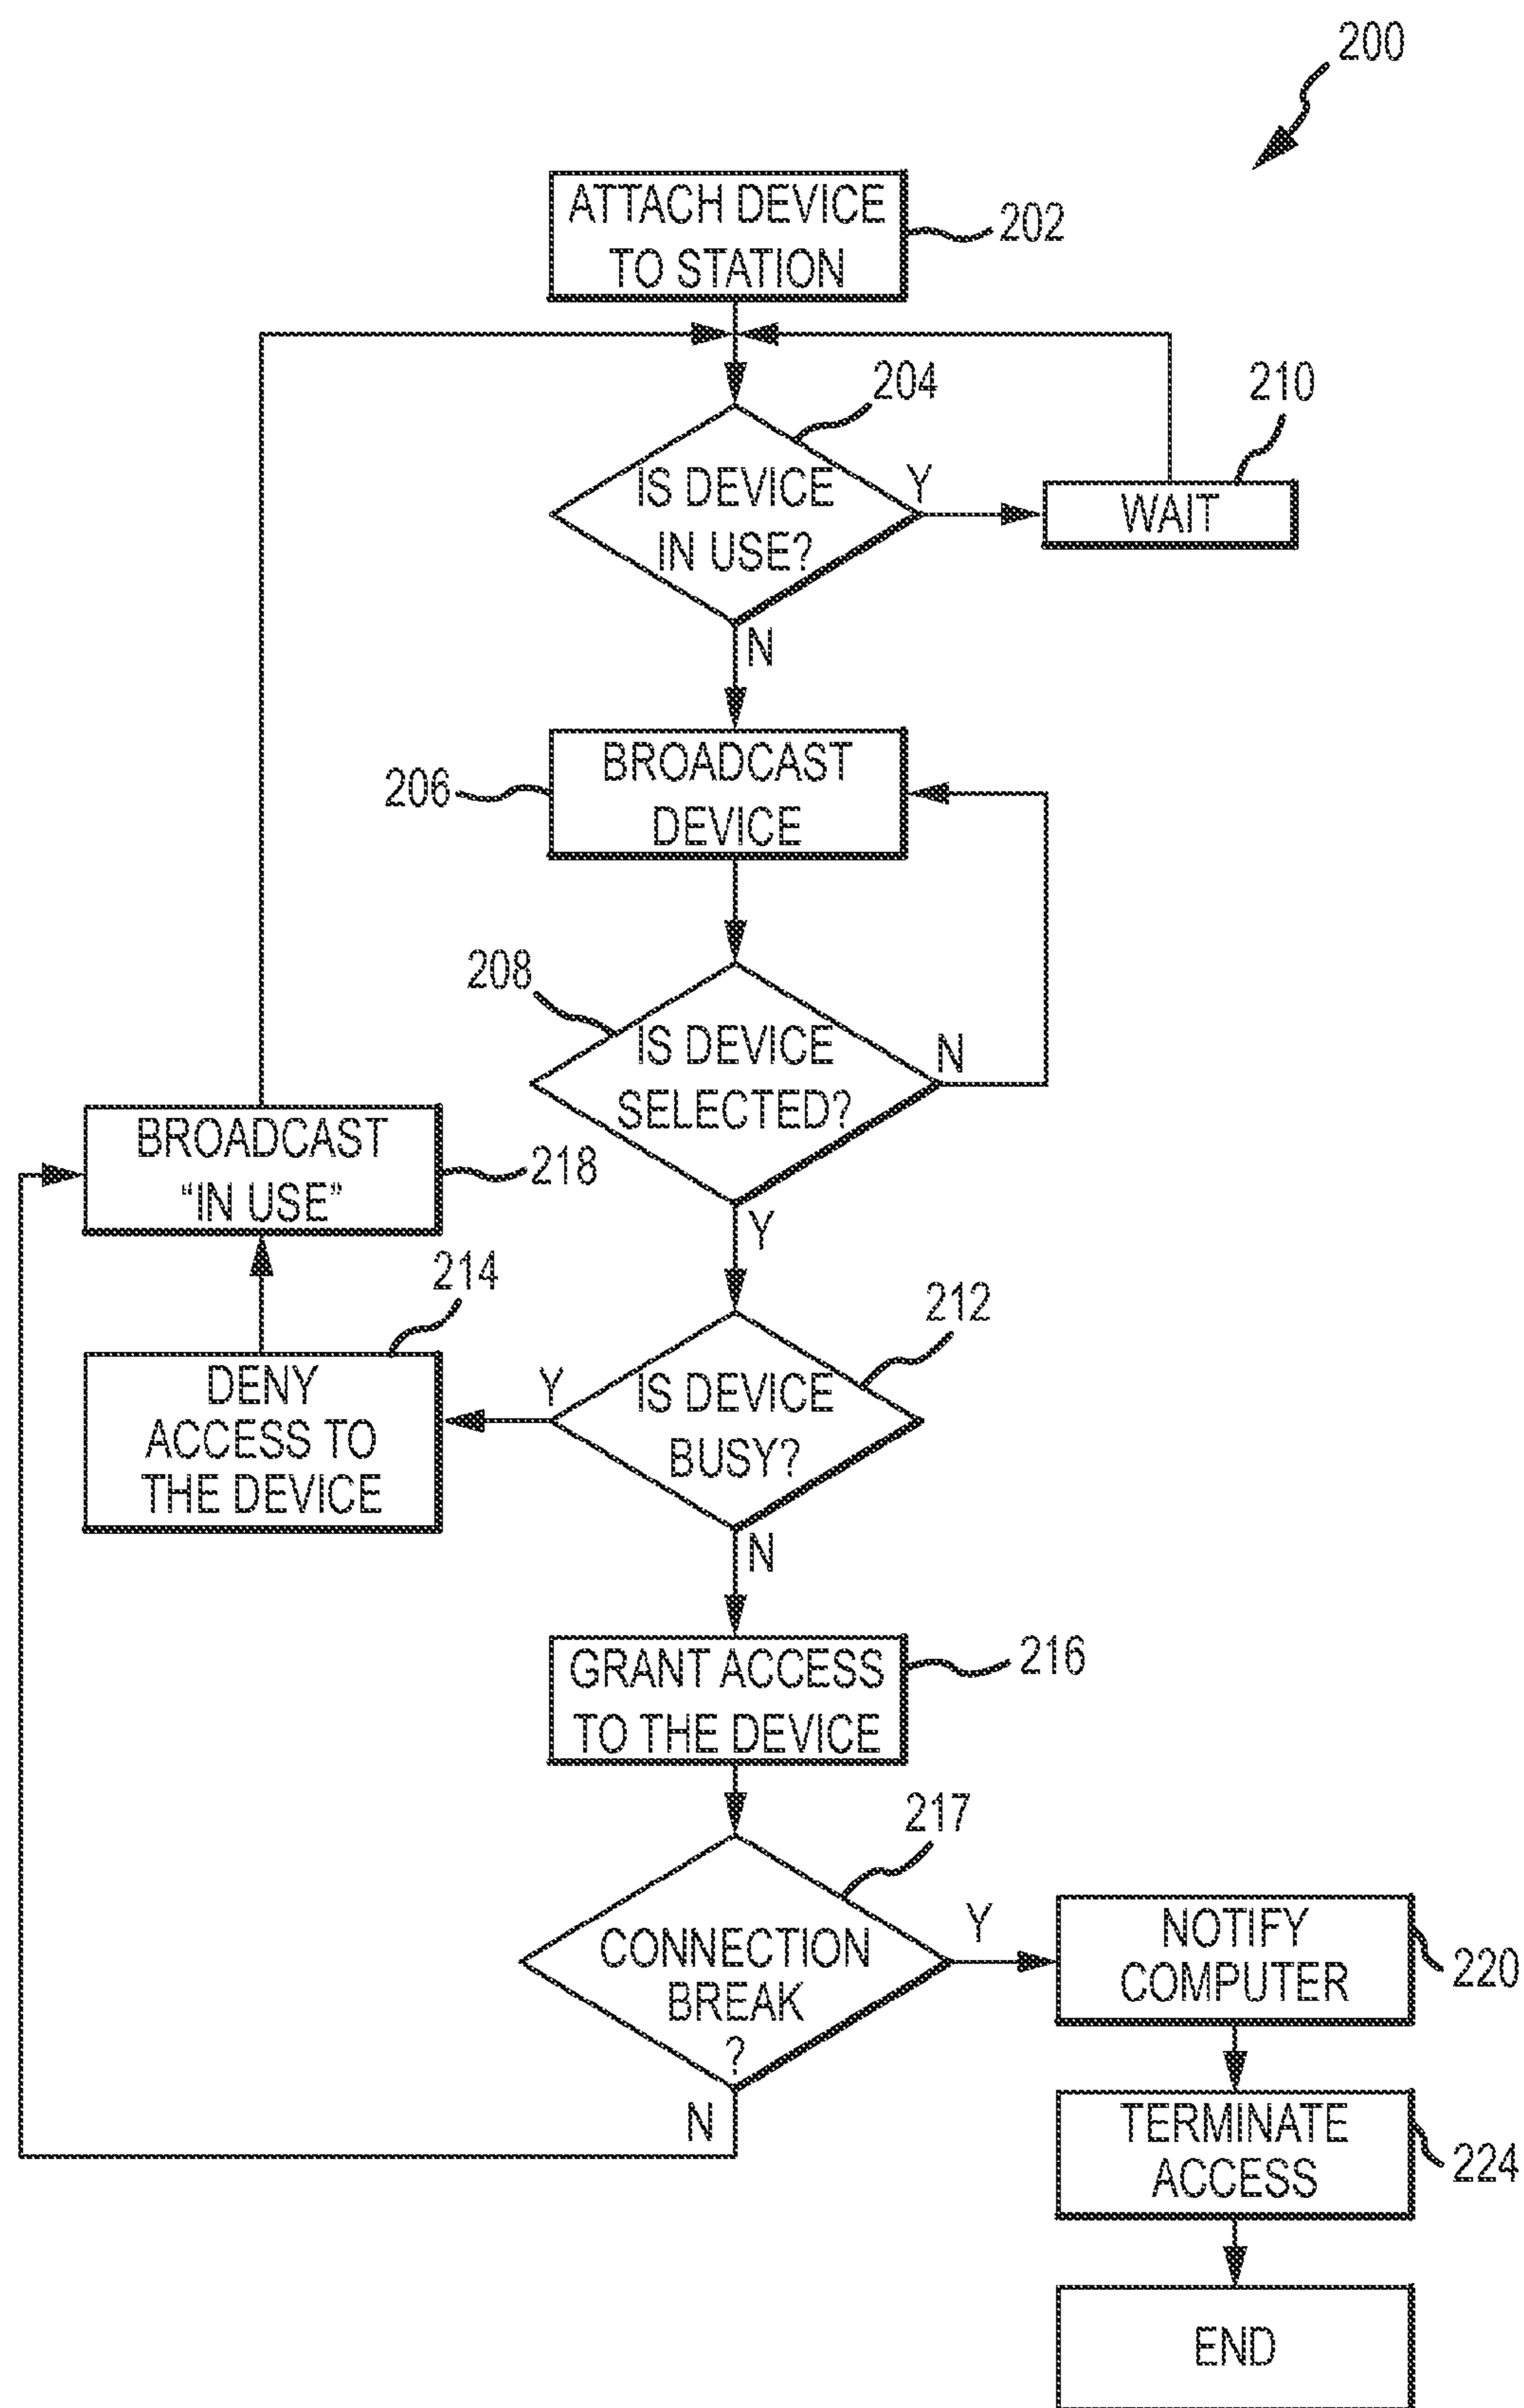 200
ATTACH DEVICE
TO STATION
202
204
210
IS DEVICE
IN USE?
Y
WAIT
N
206
BROADCAST
DEVICE
208
IS DEVICE
SELECTED?
N
BROADCAST
"IN USE"
218
Y
214
212
DENY
ACCESS TO
THE DEVICE
Y
IS DEVICE
BUSY?
N
GRANT ACCESS
TO THE DEVICE
216
217
CONNECTION
BREAK
?
Y
NOTIFY
COMPUTER
220
N
TERMINATE
ACCESS
224
END